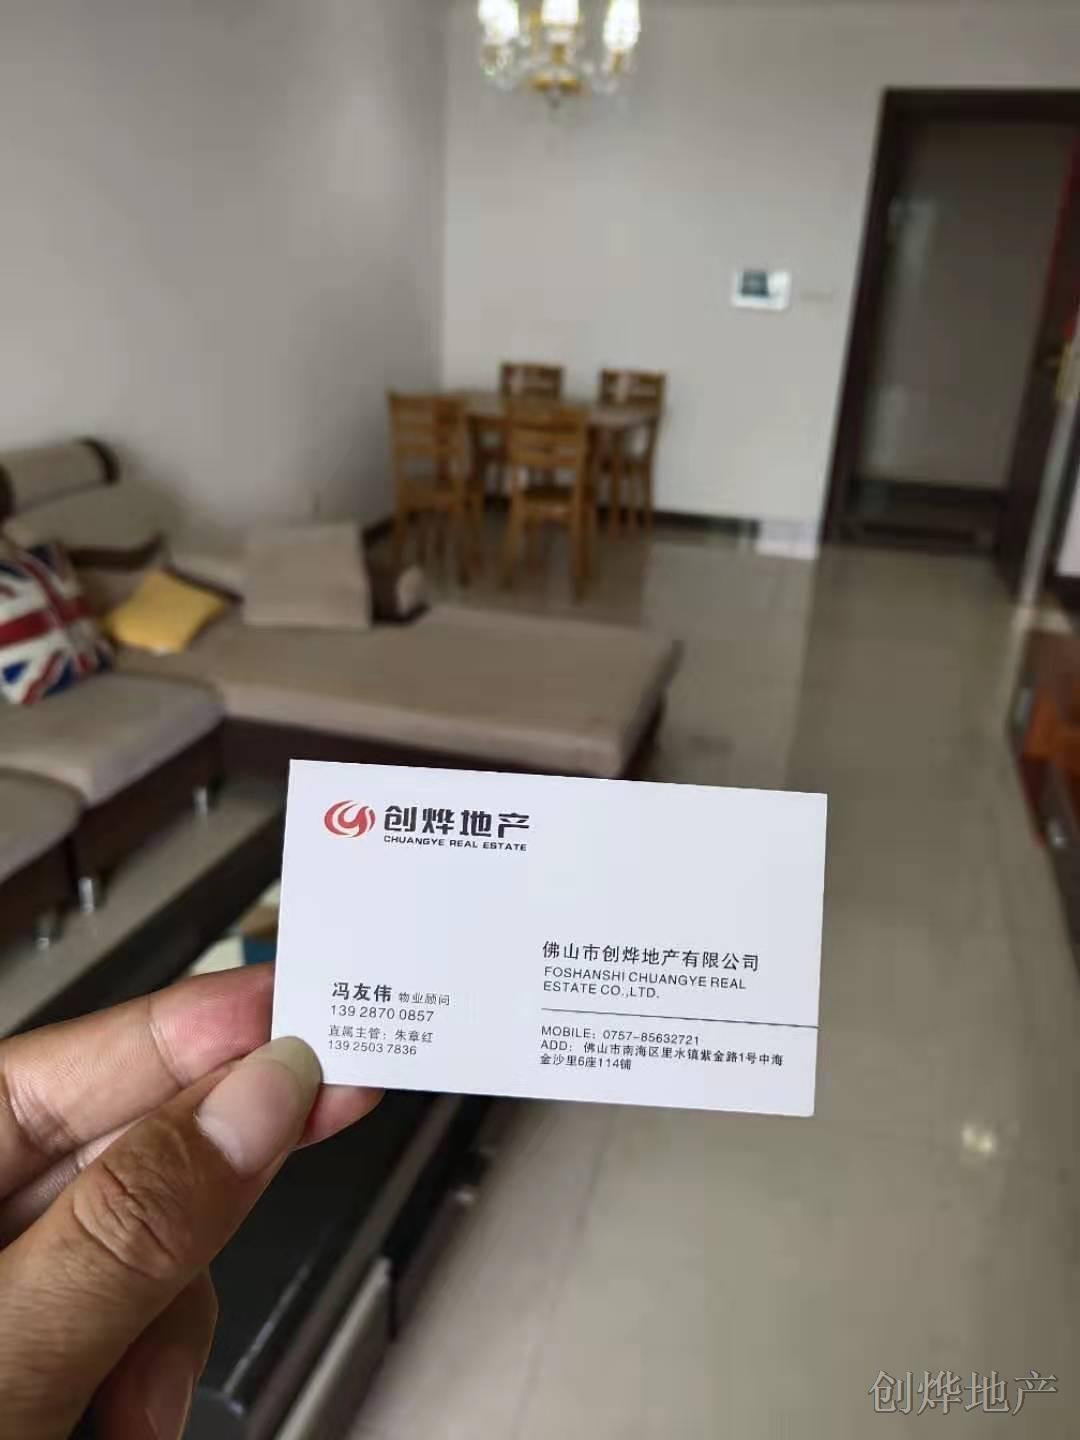 创烨地产
CHUANGYE REAL ESTATE
冯友伟 物业顾问
139 2870 0857
直属主管：朱章红
139 2503 7836
佛山市创烨地产有限公司
FOSHANSHI CHUANGYE REAL
ESTATE CO.,LTD.
MOBILE：0757-85632721
ADD： 佛山市南海区里水镇紫金路1号中海
金沙里6座114铺
创烨地产